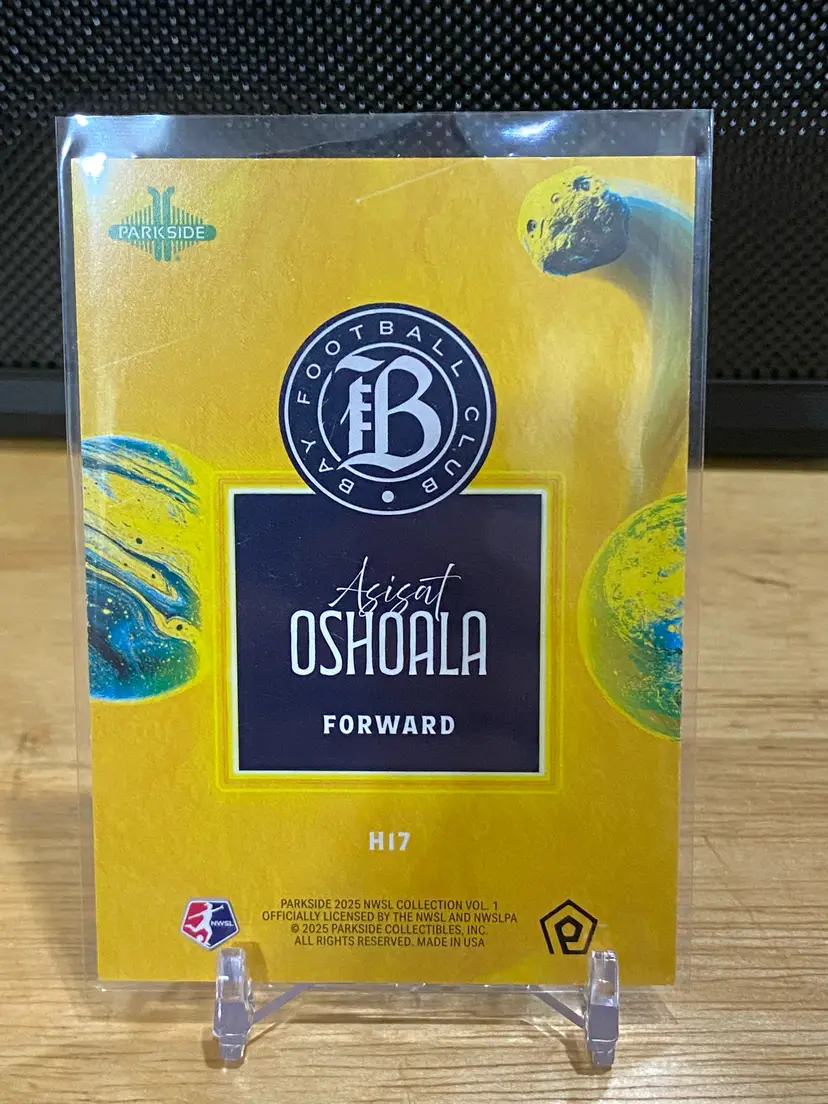 PARKSIDE
BAY FOOTBALL CLUB
B
Asisat
OSHOALA
FORWARD
H17
NWSL
PARKSIDE 2025 NWSL COLLECTION VOL. 1
OFFICIALLY LICENSED BY THE NWSL AND NWSLPA
© 2025 PARKSIDE COLLECTIBLES, INC.
ALL RIGHTS RESERVED. MADE IN USA